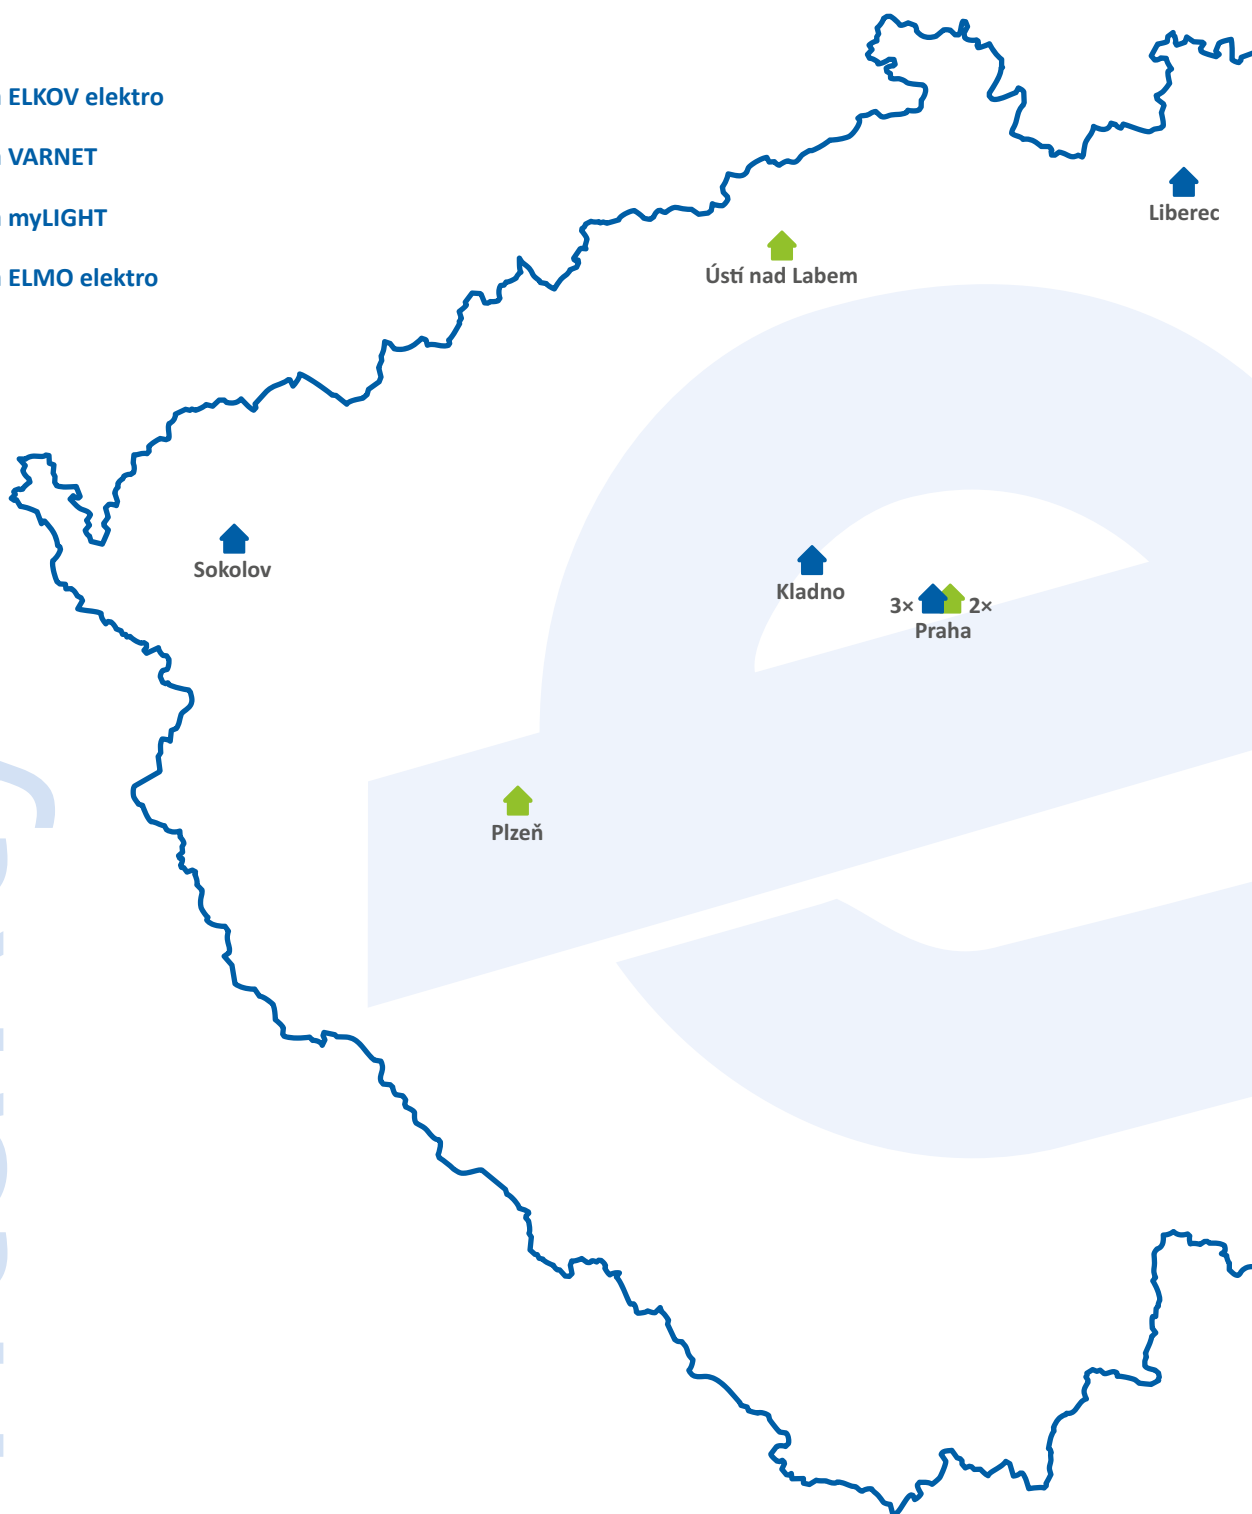 ELKOV elektro
VARNET
myLIGHT
ELMO elektro
Liberec
Ústí nad Labem
Sokolov
Kladno
3× 2×
Praha
Plzeň